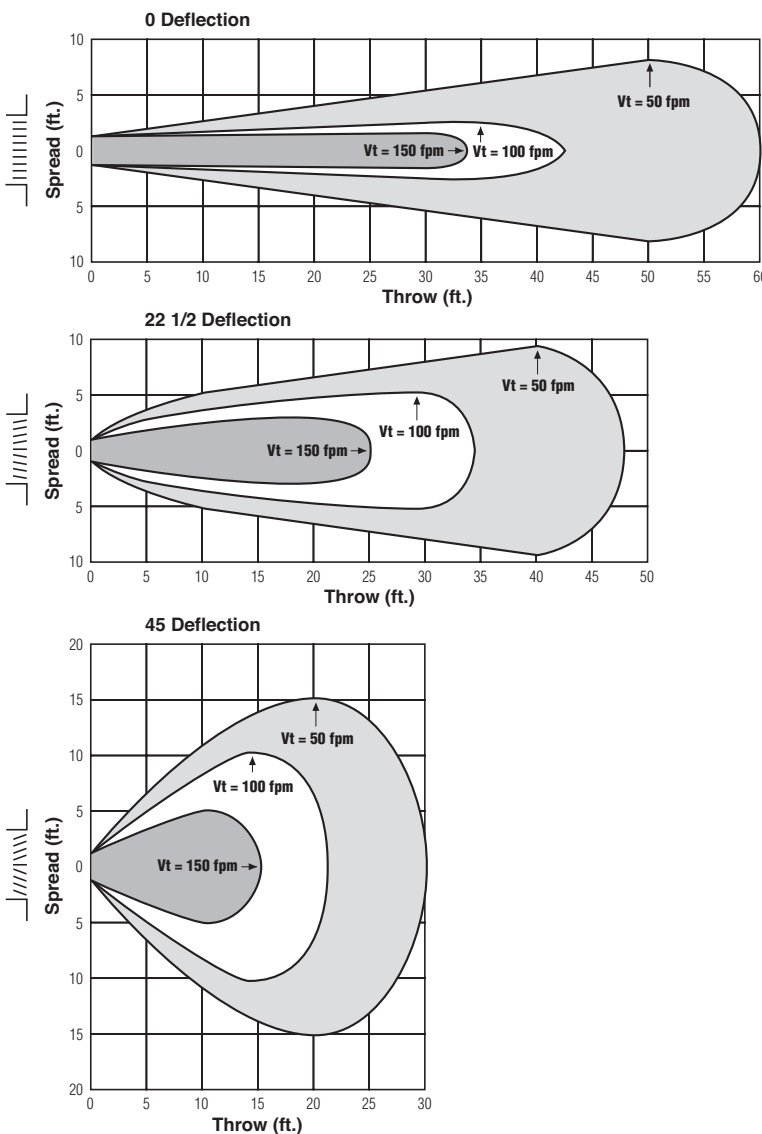 0 Deflection
10
5
0
5
10
Spread (ft.)
Vt = 50 fpm
Vt = 150 fpm
Vt = 100 fpm
0 5 10 15 20 25 30 35 40 45 50 55 60
Throw (ft.)
22 1/2 Deflection
10
5
0
5
10
Spread (ft.)
Vt = 50 fpm
Vt = 100 fpm
Vt = 150 fpm
0 5 10 15 20 25 30 35 40 45 50
Throw (ft.)
45 Deflection
20
15
10
5
0
5
10
15
20
Spread (ft.)
Vt = 50 fpm
Vt = 100 fpm
Vt = 150 fpm
0 5 10 15 20 25 30
Throw (ft.)